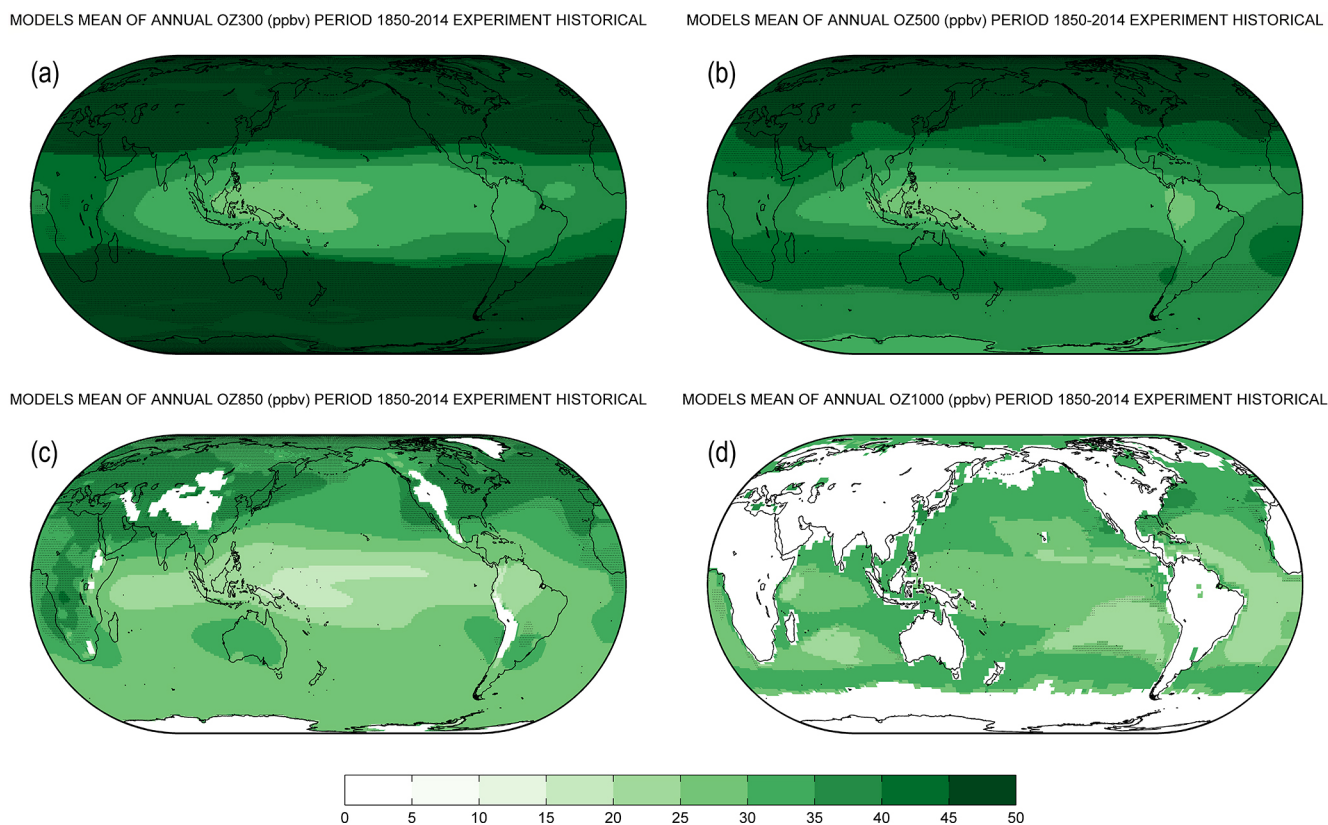 MODELS MEAN OF ANNUAL OZ300 (ppbv) PERIOD 1850-2014 EXPERIMENT HISTORICAL
MODELS MEAN OF ANNUAL OZ500 (ppbv) PERIOD 1850-2014 EXPERIMENT HISTORICAL
(a)
(b)
MODELS MEAN OF ANNUAL OZ850 (ppbv) PERIOD 1850-2014 EXPERIMENT HISTORICAL
MODELS MEAN OF ANNUAL OZ1000 (ppbv) PERIOD 1850-2014 EXPERIMENT HISTORICAL
(c)
(d)
0 5 10 15 20 25 30 35 40 45 50